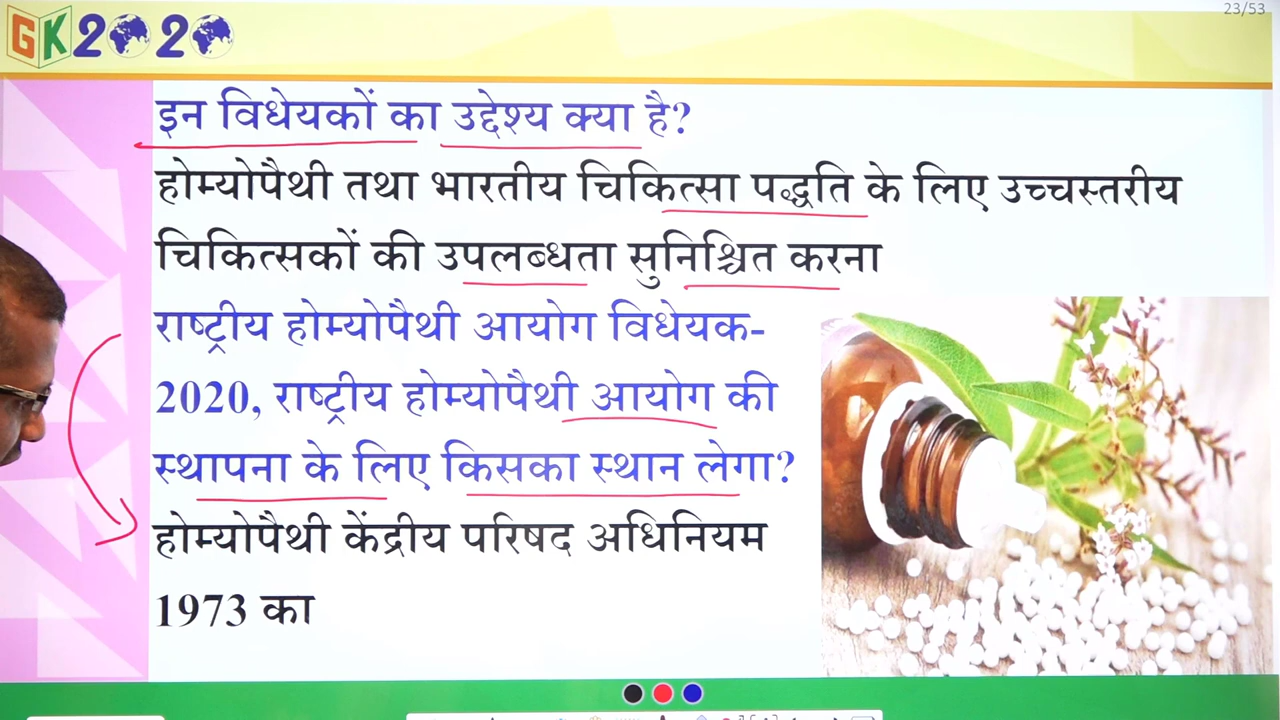 23/53
GK2020
इन विधेयकों का उद्देश्य क्या है?
होम्योपैथी तथा भारतीय चिकित्सा पद्धति के लिए उच्चस्तरीय
चिकित्सकों की उपलब्धता सुनिश्चित करना
राष्ट्रीय होम्योपैथी आयोग विधेयक-
2020, राष्ट्रीय होम्योपैथी आयोग की
स्थापना के लिए किसका स्थान लेगा?
होम्योपैथी केंद्रीय परिषद अधिनियम
1973 का